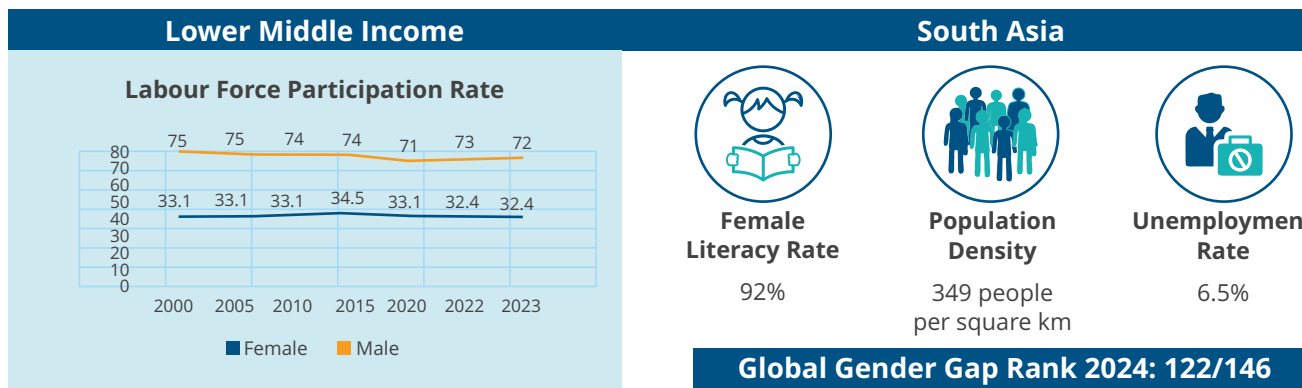 Lower Middle Income
South Asia
Labour Force Participation Rate
75 75 74 74 71 73 72
80
70
60
50
40
30
20
10
0
33.1 33.1 33.1 34.5 33.1 32.4 32.4
2000 2005 2010 2015 2020 2022 2023
Female Male
Female
Literacy Rate
92%
Population
Density
349 people
per square km
Unemploymen
Rate
6.5%
Global Gender Gap Rank 2024: 122/146